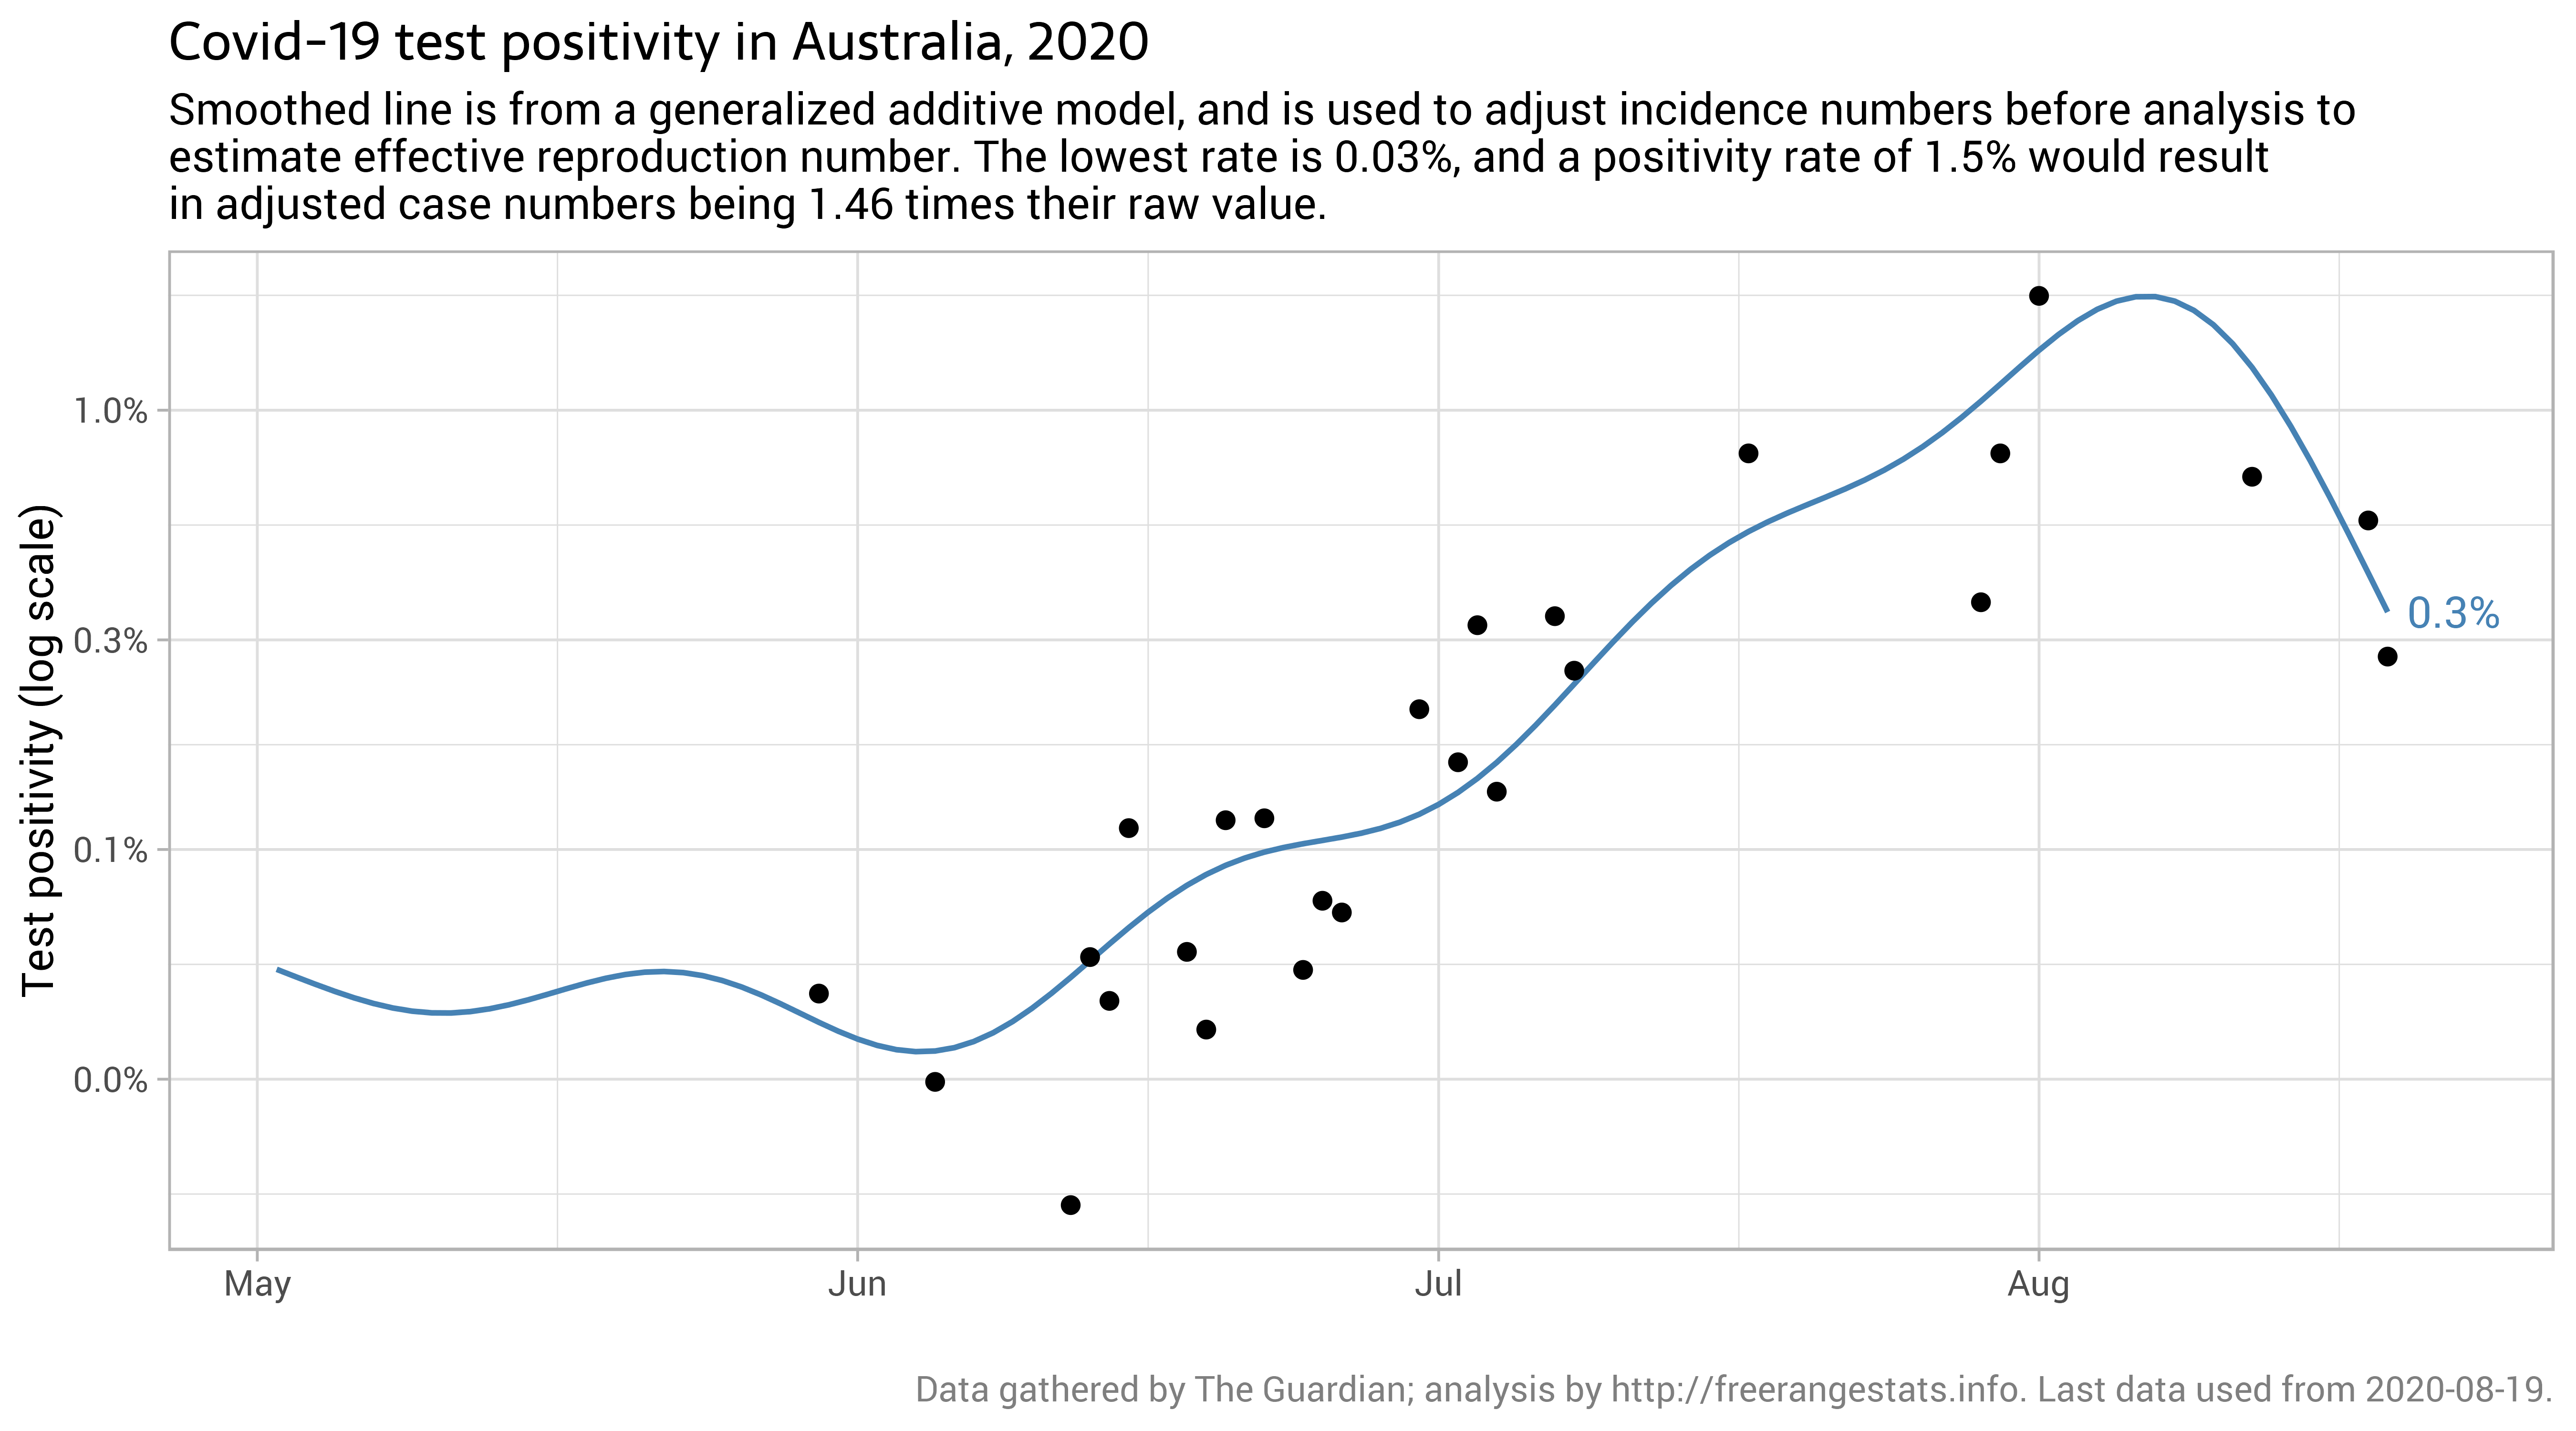 Covid-19 test positivity in Australia, 2020
Smoothed line is from a generalized additive model, and is used to adjust incidence numbers before analysis to
estimate effective reproduction number. The lowest rate is 0.03%, and a positivity rate of 1.5% would result
in adjusted case numbers being 1.46 times their raw value.
Test positivity (log scale)
1.0%
0.3%
0.1%
0.0%
0.3%
May
Jun
Jul
Aug
Data gathered by The Guardian; analysis by http://freerangestats.info. Last data used from 2020-08-19.